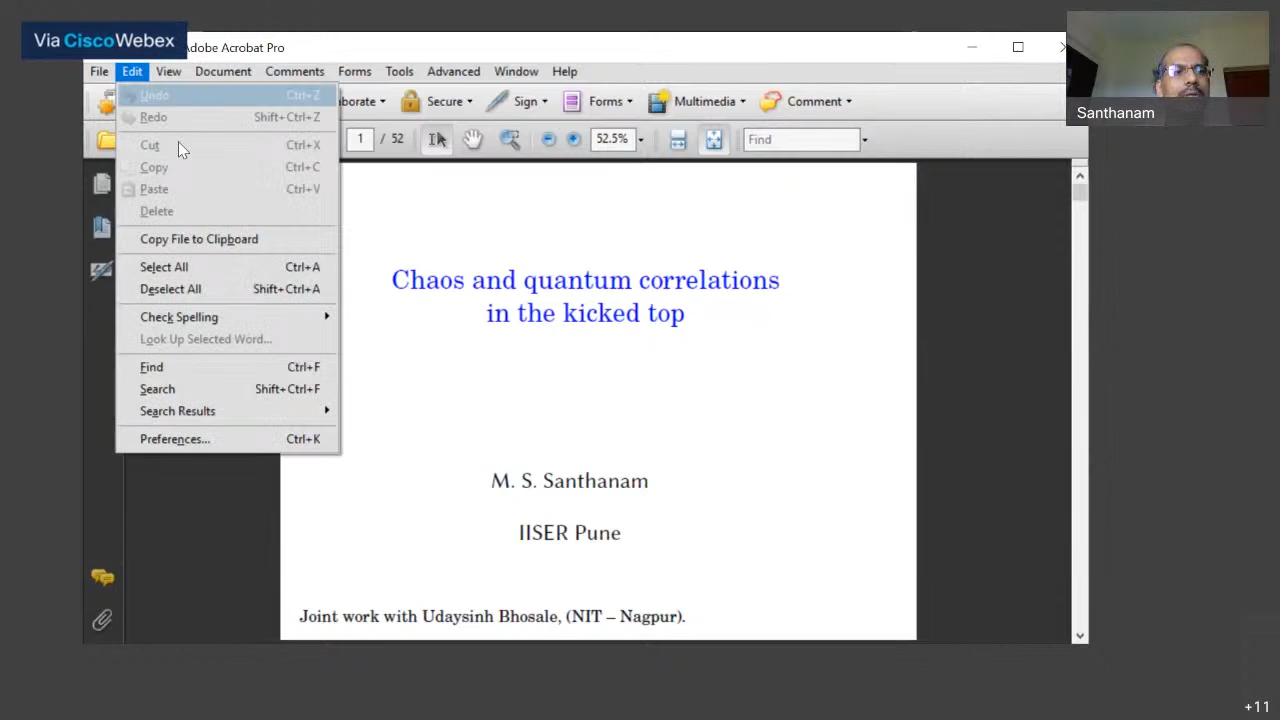 Via CiscoWebex
Adobe Acrobat Pro
Santhanam
File Edit View Document Comments Forms Tools Advanced Window Help
Secure Sign Forms Multimedia Comment
1 / 52 52.5% Find
Undo Ctrl+Z
Redo Shift+Ctrl+Z
Cut Ctrl+X
Copy Ctrl+C
Paste Ctrl+V
Delete
Copy File to Clipboard
Select All Ctrl+A
Deselect All Shift+Ctrl+A
Check Spelling
Look Up Selected Word...
Find Ctrl+F
Search Shift+Ctrl+F
Search Results
Preferences... Ctrl+K
Chaos and quantum correlations
in the kicked top
M. S. Santhanam
IISER Pune
Joint work with Udaysinh Bhosale, (NIT – Nagpur).
+11